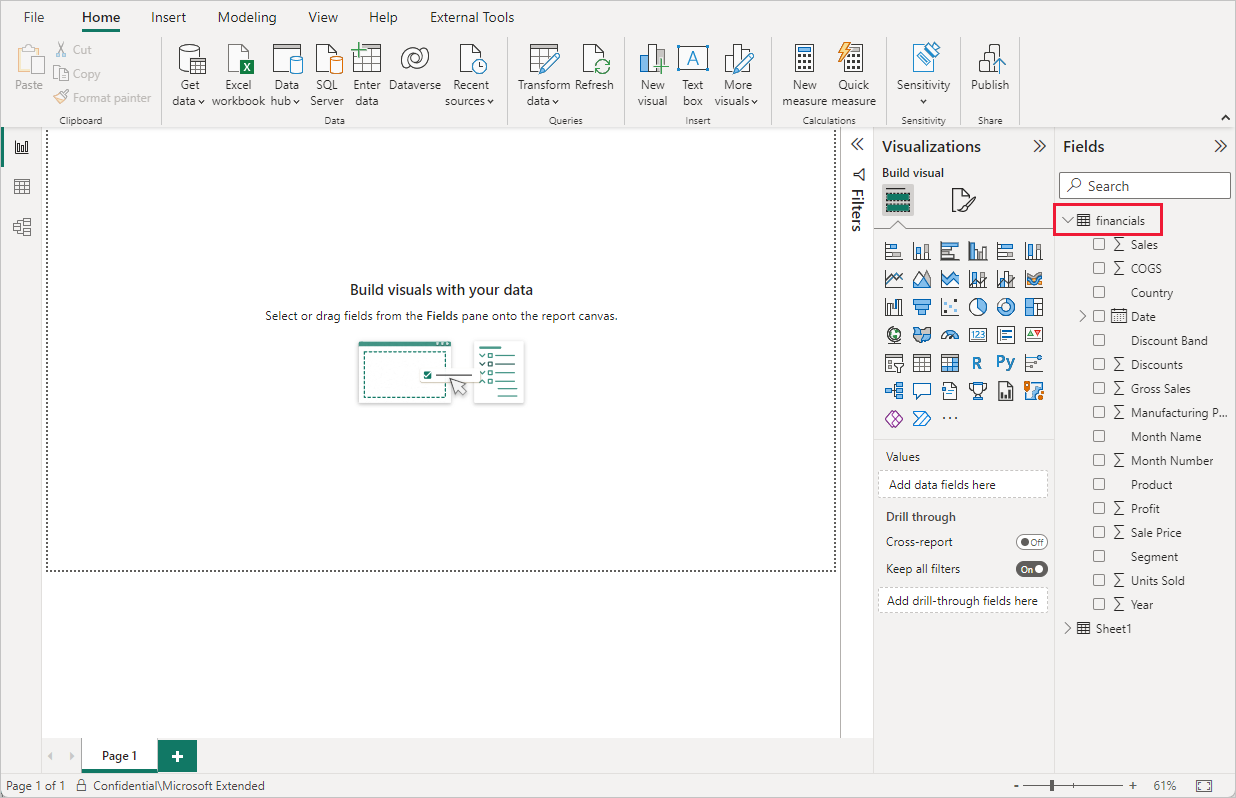 File Home Insert Modeling View Help External Tools
Paste
Cut
Copy
Format painter
Clipboard
Get data
Excel workbook
Data hub
SQL Server
Enter data
Dataverse
Recent sources
Data
Transform data
Refresh
Queries
New visual
Text box
More visuals
Insert
New measure
Quick measure
Calculations
Sensitivity
Sensitivity
Publish
Share
Build visuals with your data
Select or drag fields from the Fields pane onto the report canvas.
Filters
Visualizations
Build visual
123
R
Py
Values
Add data fields here
Drill through
Cross-report Off
Keep all filters On
Add drill-through fields here
Fields
Search
financials
Sales
COGS
Country
Date
Discount Band
Discounts
Gross Sales
Manufacturing P...
Month Name
Month Number
Product
Profit
Sale Price
Segment
Units Sold
Year
Sheet1
Page 1
Page 1 of 1 Confidential\Microsoft Extended - + 61%